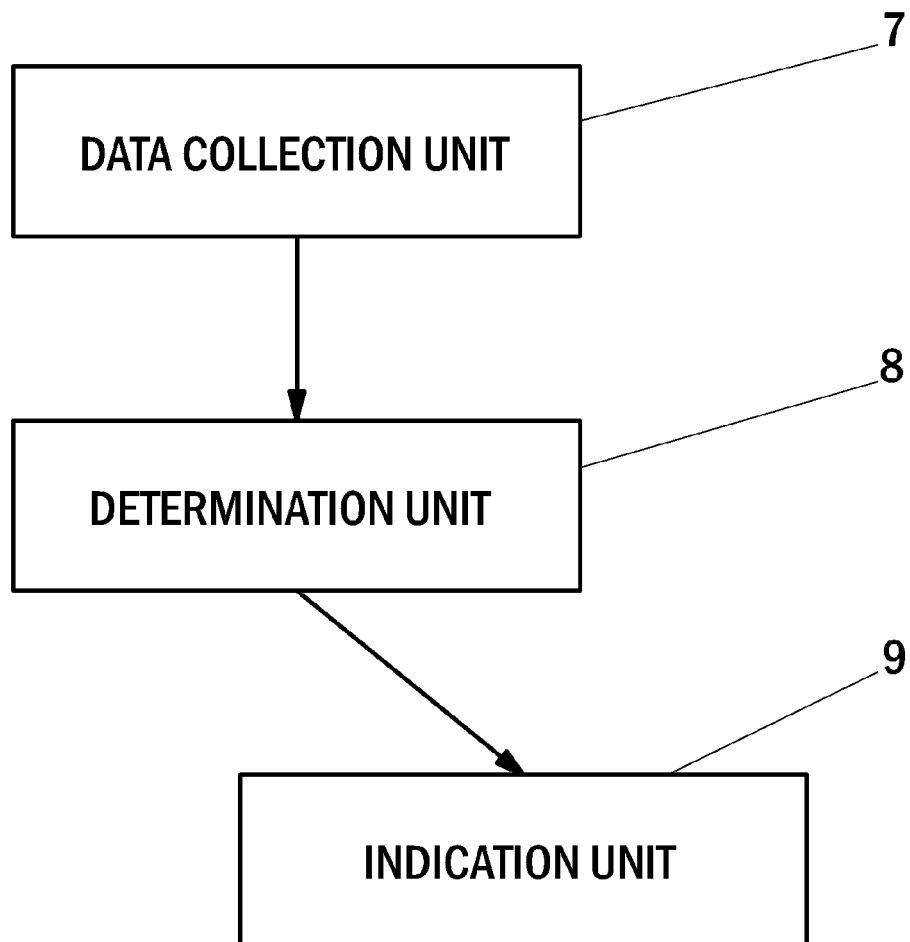 7
DATA COLLECTION UNIT
8
DETERMINATION UNIT
9
INDICATION UNIT